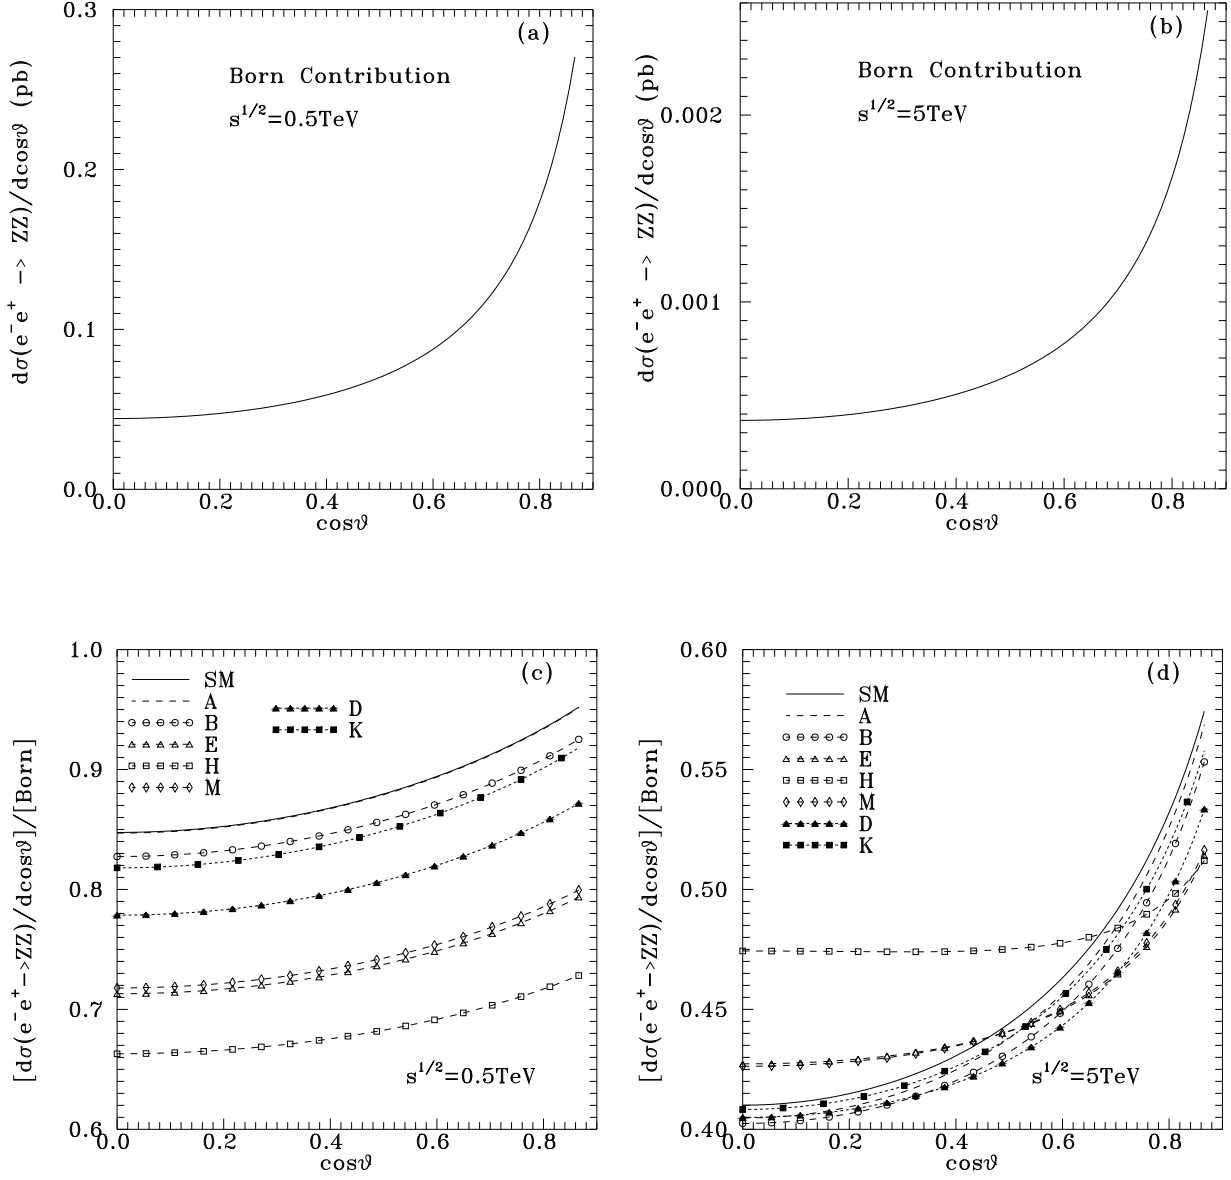 (a)
Born Contribution
s^1/2=0.5TeV
dσ(e⁻e⁺ −> ZZ)/dcosϑ (pb)
0.3
0.2
0.1
0.0
0.0 0.2 0.4 0.6 0.8
cosϑ
(b)
Born Contribution
s^1/2=5TeV
dσ(e⁻e⁺ −> ZZ)/dcosϑ (pb)
0.002
0.001
0.000
0.0 0.2 0.4 0.6 0.8
cosϑ
(c)
SM
A
B
E
H
M
D
K
s^1/2=0.5TeV
[dσ(e⁻e⁺−>ZZ)/dcosϑ]/[Born]
1.0
0.9
0.8
0.7
0.6
0.0 0.2 0.4 0.6 0.8
cosϑ
(d)
SM
A
B
E
H
M
D
K
s^1/2=5TeV
[dσ(e⁻e⁺−>ZZ)/dcosϑ]/[Born]
0.60
0.55
0.50
0.45
0.40
0.0 0.2 0.4 0.6 0.8
cosϑ